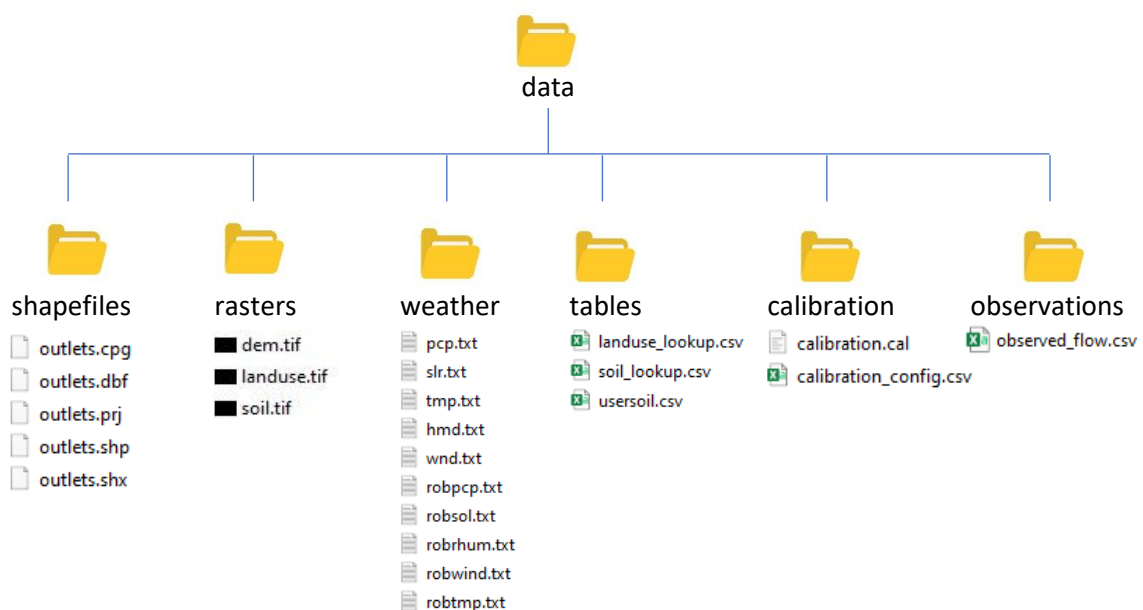 data
shapefiles
outlets.cpg
outlets.dbf
outlets.prj
outlets.shp
outlets.shx
rasters
dem.tif
landuse.tif
soil.tif
weather
pcp.txt
slr.txt
tmp.txt
hmd.txt
wnd.txt
robpcp.txt
robsol.txt
robrhum.txt
robwind.txt
robtmp.txt
tables
landuse_lookup.csv
soil_lookup.csv
usersoil.csv
calibration
calibration.cal
calibration_config.csv
observations
observed_flow.csv